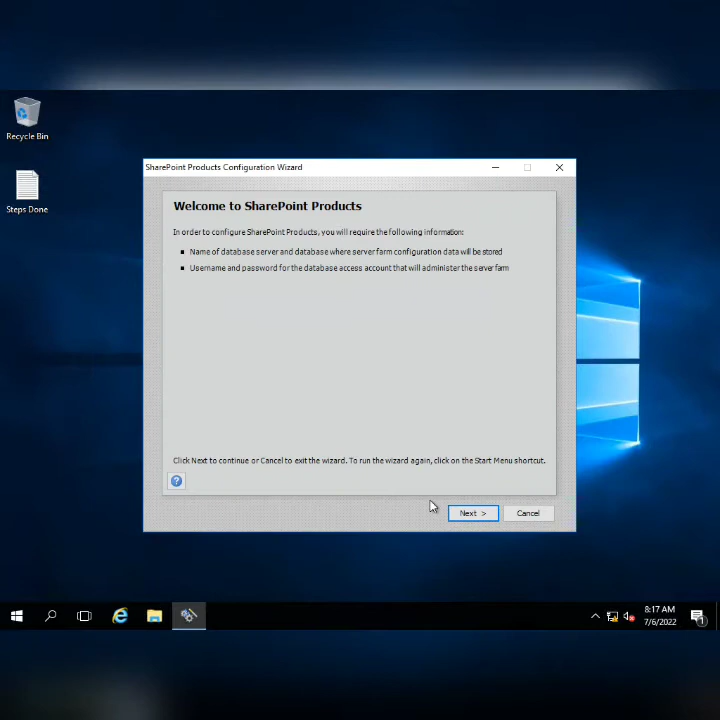 Recycle Bin
Steps Done
SharePoint Products Configuration Wizard
Welcome to SharePoint Products
In order to configure SharePoint Products, you will require the following information:
Name of database server and database where server farm configuration data will be stored
Username and password for the database access account that will administer the server farm
Click Next to continue or Cancel to exit the wizard. To run the wizard again, click on the Start Menu shortcut.
?
Next >
Cancel
8:17 AM
7/6/2022
1